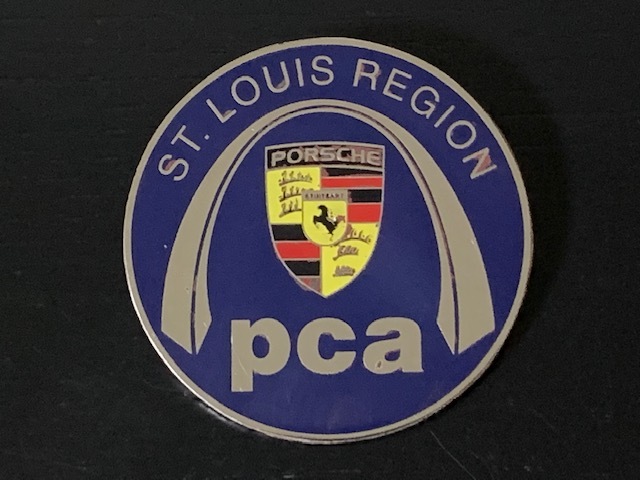 ST. LOUIS REGION
PORSCHE
pca